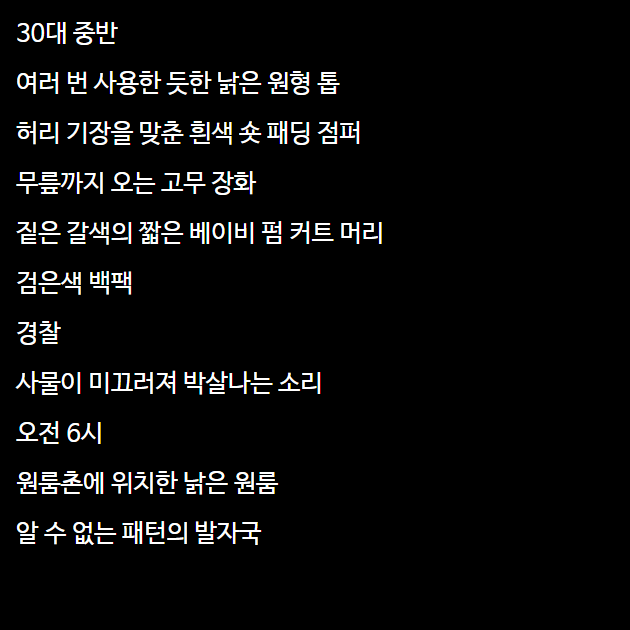 30대 중반
여러 번 사용한 듯한 낡은 원형 톱
허리 기장을 맞춘 흰색 숏 패딩 점퍼
무릎까지 오는 고무 장화
짙은 갈색의 짧은 베이비 펌 커트 머리
검은색 백팩
경찰
사물이 미끄러져 박살나는 소리
오전 6시
원룸촌에 위치한 낡은 원룸
알 수 없는 패턴의 발자국